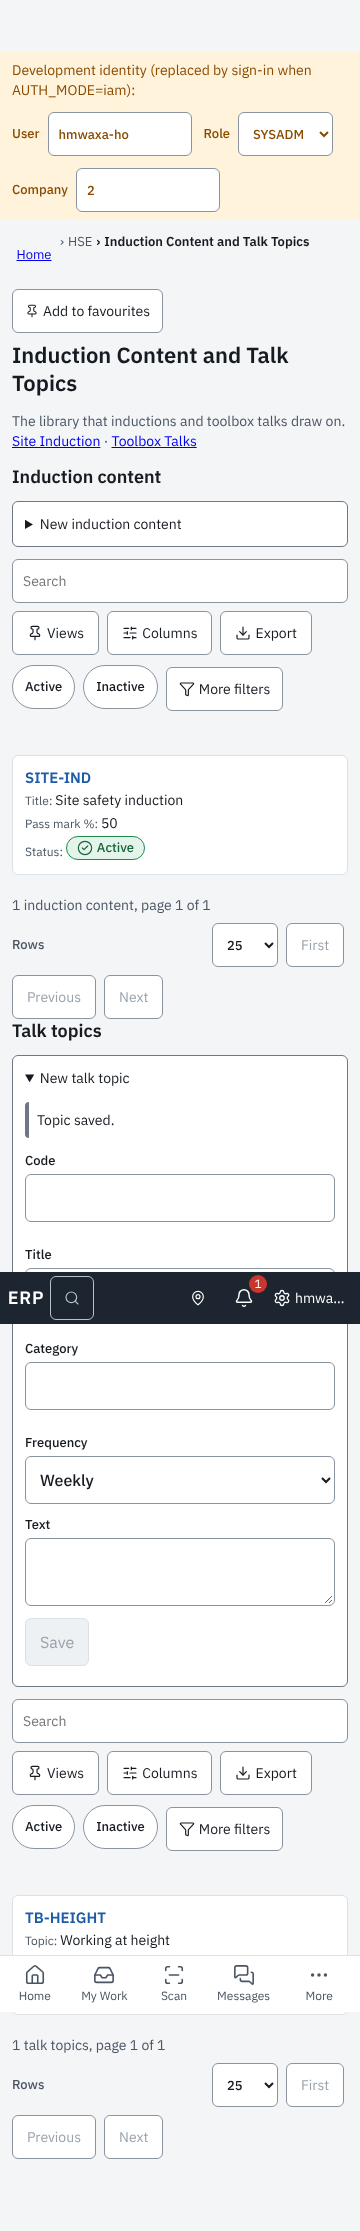 Development identity (replaced by sign-in when
AUTH_MODE=iam):
User hmwaxa-ho Role SYSADM
Company 2
Home › HSE › Induction Content and Talk Topics
Add to favourites
Induction Content and Talk
Topics
The library that inductions and toolbox talks draw on.
Site Induction · Toolbox Talks
Induction content
New induction content
Search
Views Columns Export
Active Inactive More filters
SITE-IND
Title: Site safety induction
Pass mark %: 50
Status: Active
1 induction content, page 1 of 1
Rows 25 First
Previous Next
Talk topics
New talk topic
Topic saved.
Code
Title
ERP 1 hmwa...
Category
Frequency
Weekly
Text
Save
Search
Views Columns Export
Active Inactive More filters
TB-HEIGHT
Topic: Working at height
Home My Work Scan Messages More
1 talk topics, page 1 of 1
Rows 25 First
Previous Next